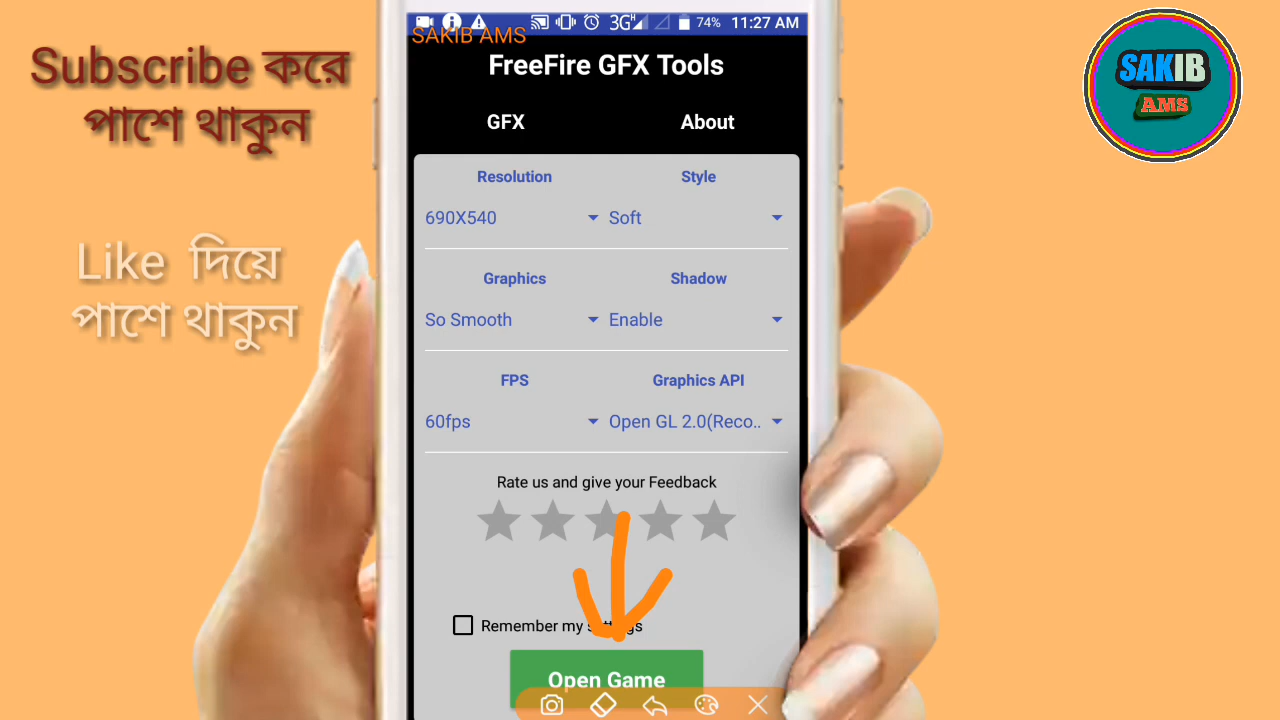 Subscribe করে
পাশে থাকুন
Like দিয়ে
পাশে থাকুন
3G H 74% 11:27 AM
SAKIB AMS
FreeFire GFX Tools
GFX About
Resolution Style
690X540 Soft
Graphics Shadow
So Smooth Enable
FPS Graphics API
60fps Open GL 2.0(Reco..
Rate us and give your Feedback
Remember my settings
Open Game
SAKIB
AMS